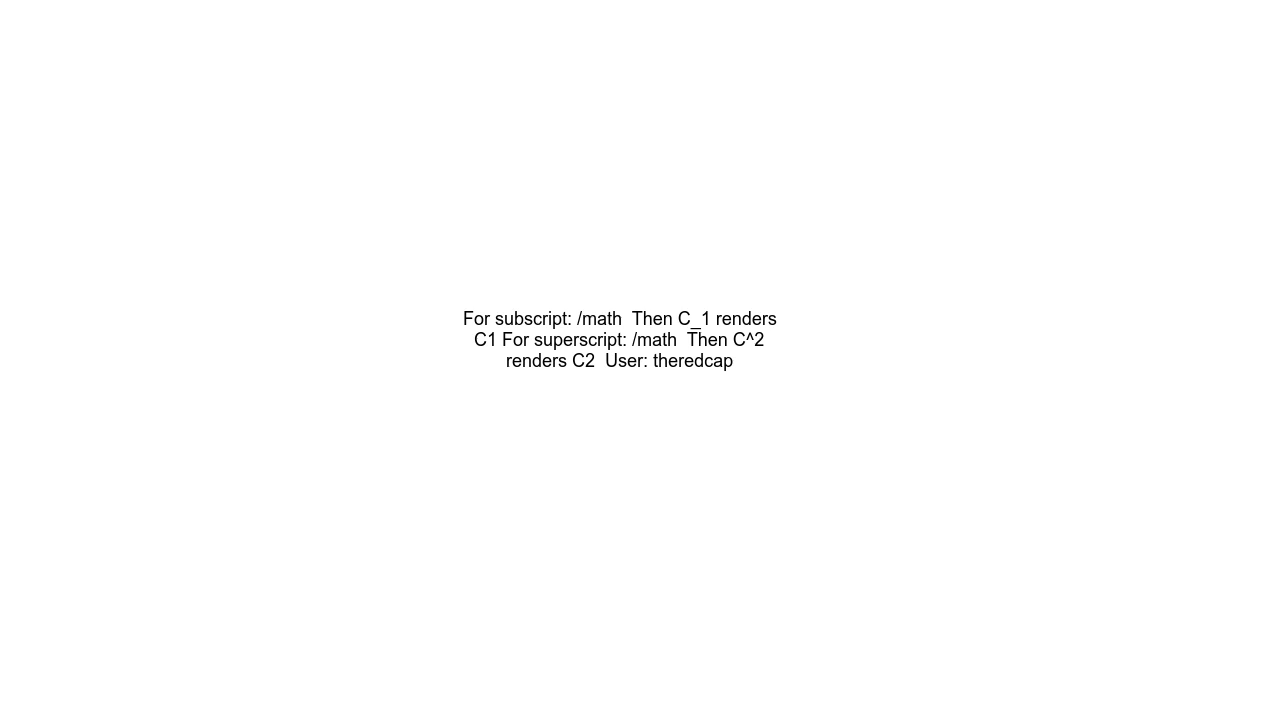 For subscript: /math  Then C_1 renders
C1 For superscript: /math  Then C^2
renders C2  User: theredcap